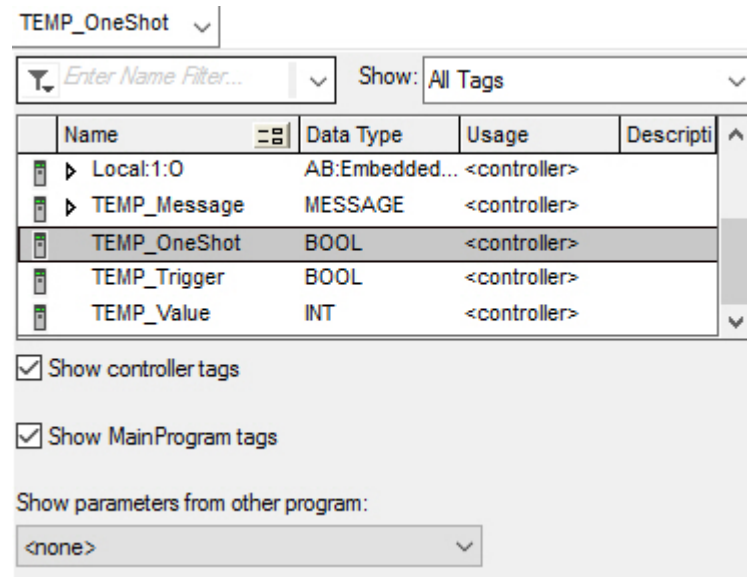 TEMP_OneShot
Enter Name Filter... Show: All Tags
Name Data Type Usage Descripti
Local:1:O AB:Embedded... <controller>
TEMP_Message MESSAGE <controller>
TEMP_OneShot BOOL <controller>
TEMP_Trigger BOOL <controller>
TEMP_Value INT <controller>
Show controller tags
Show MainProgram tags
Show parameters from other program:
<none>